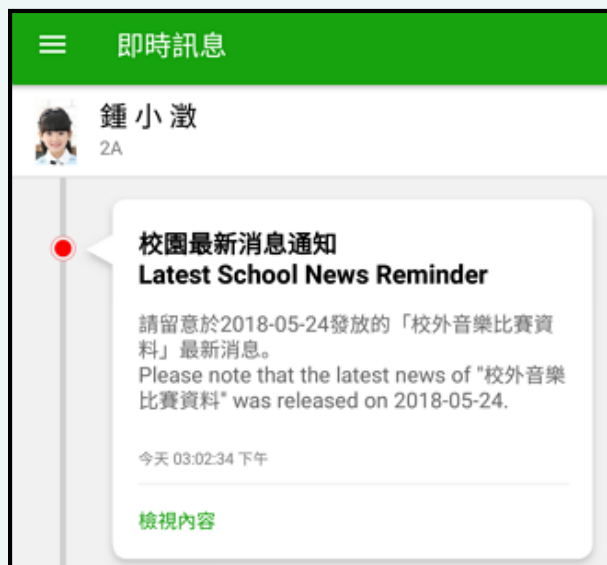 即時訊息
鍾小澂
2A
校園最新消息通知
Latest School News Reminder
請留意於2018-05-24發放的「校外音樂比賽資
料」最新消息。
Please note that the latest news of "校外音樂
比賽資料" was released on 2018-05-24.
今天 03:02:34 下午
檢視內容